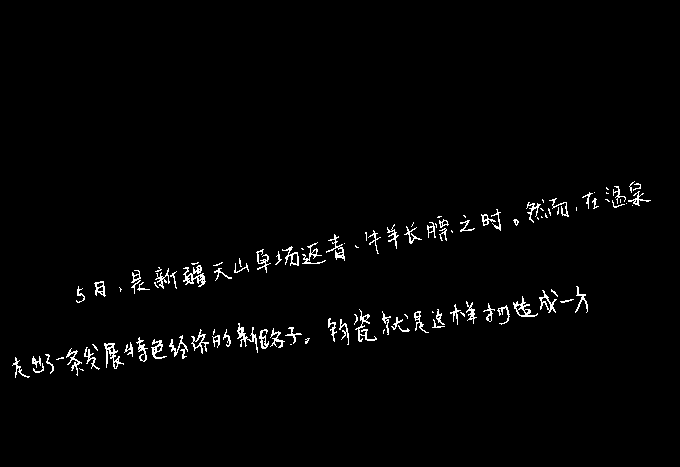 5月，是新疆天山草场返青、牛羊长膘之时。然而，在温泉
走出了一条发展特色经济的新路子。钧瓷就是这样打造成一方